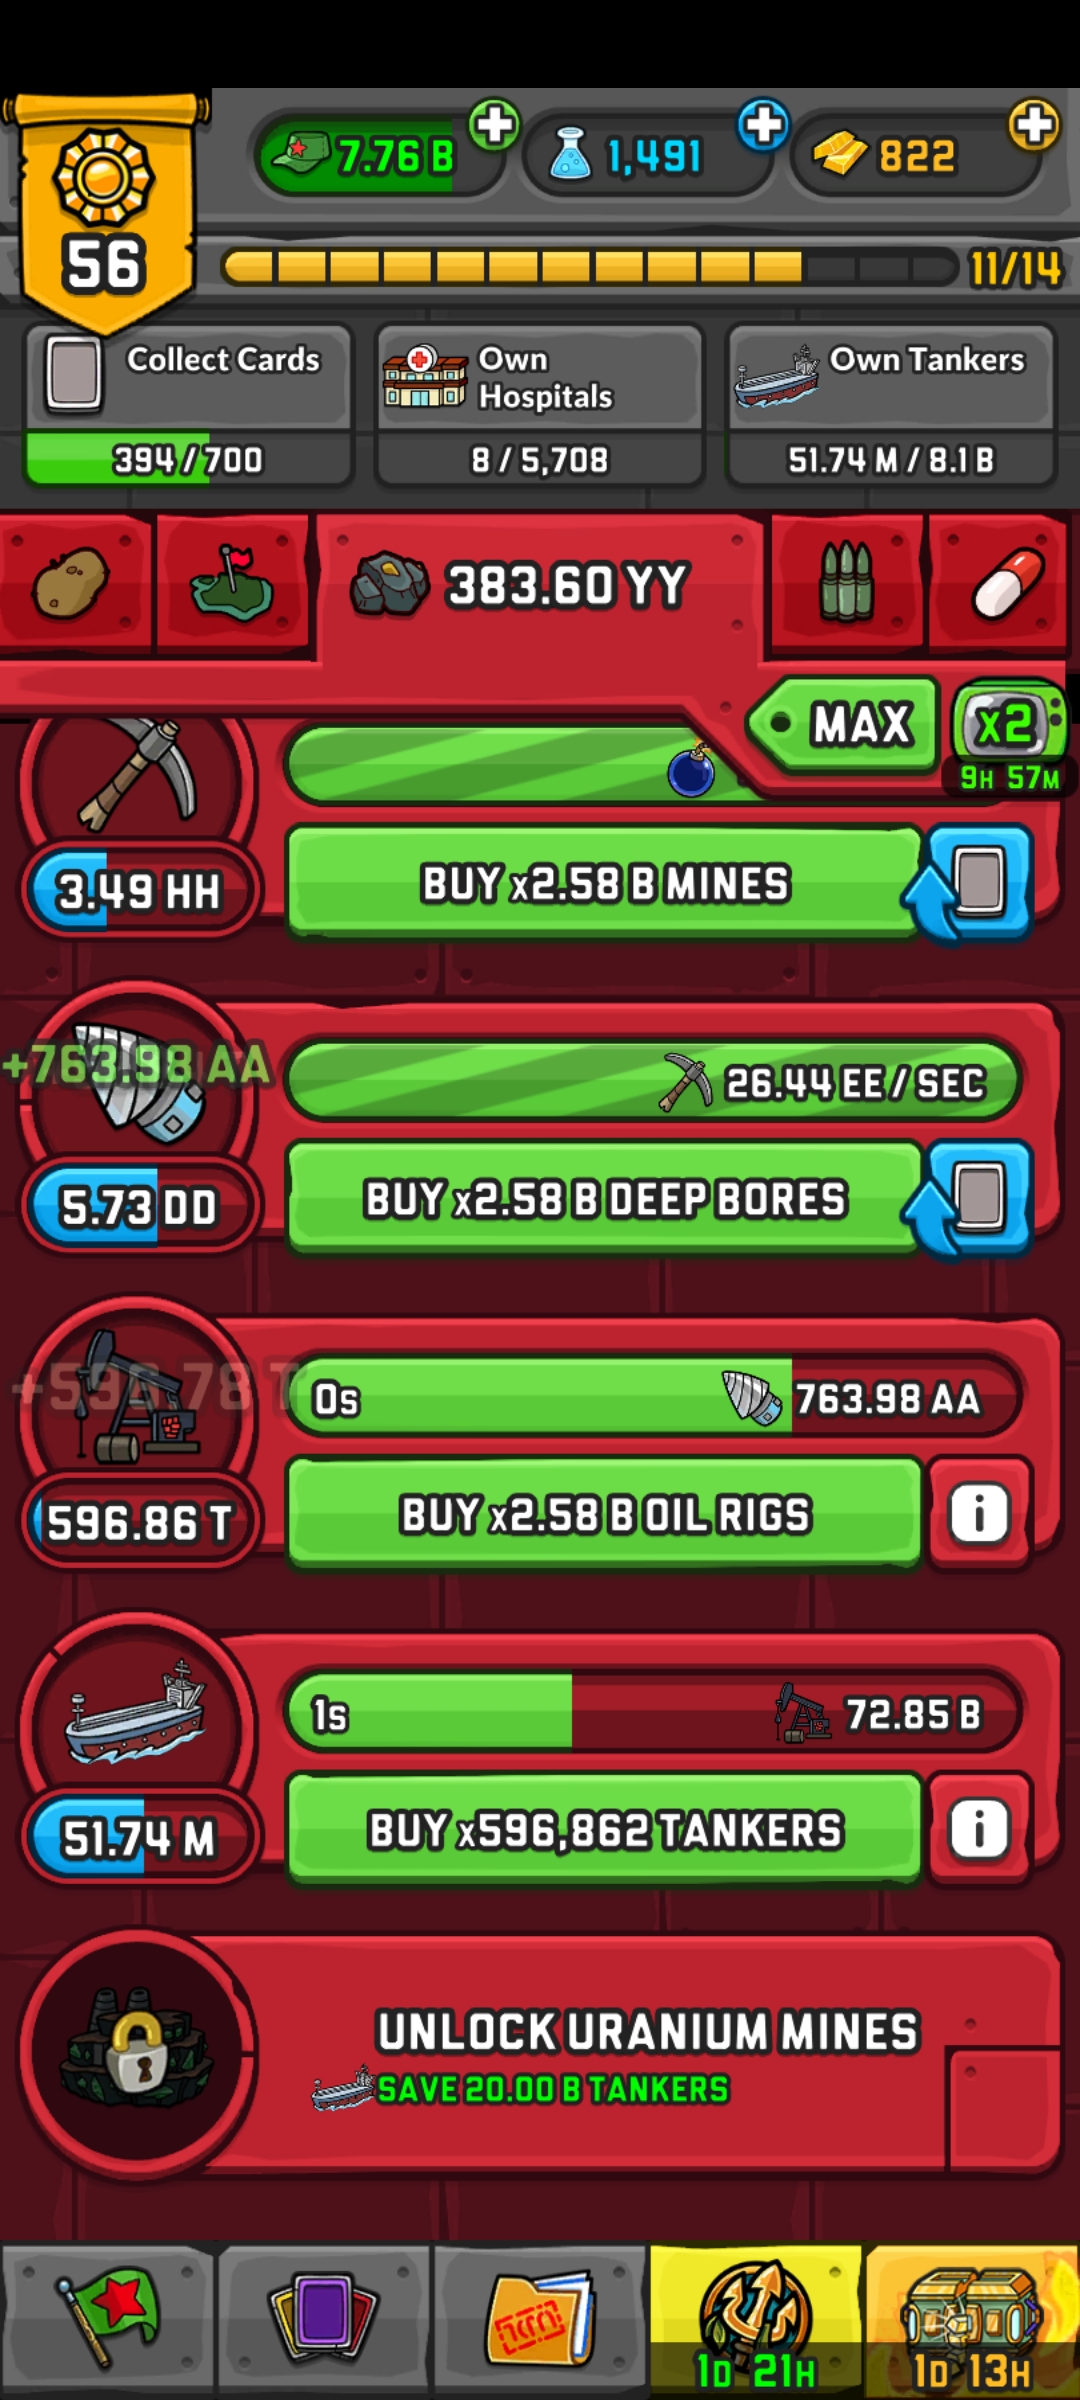 56
7.76 B
1,491
822
11/14
Collect Cards
394/700
Own
Hospitals
8/5,708
Own Tankers
51.74 M/8.1 B
383.60 YY
MAX
x2
9H 57M
3.49 HH
BUY x2.58 B MINES
+763.98 AA
26.44 EE/SEC
5.73 DD
BUY x2.58 B DEEP BORES
+596.78 T
0s
763.98 AA
596.86 T
BUY x2.58 B OIL RIGS
i
1s
72.85 B
51.74 M
BUY x596,862 TANKERS
i
UNLOCK URANIUM MINES
SAVE 20.00 B TANKERS
1D 21H
1D 13H